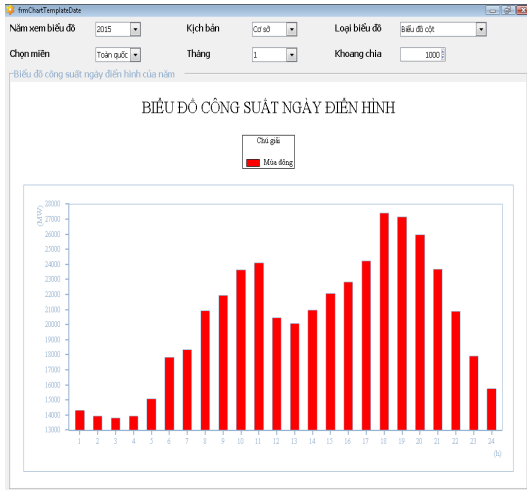 frmChartTemplateDate
Năm xem biểu đồ 2015 Kịch bản Cơ sở Loại biểu đồ Biểu đồ cột
Chọn miền Toàn quốc Tháng 1 Khoang chia 1000
Biểu đồ công suất ngày điển hình của năm
BIỂU ĐỒ CÔNG SUẤT NGÀY ĐIỂN HÌNH
Chú giải
Mùa đông
(MW)
28000
27000
26000
25000
24000
23000
22000
21000
20000
19000
18000
17000
16000
15000
14000
13000
1 2 3 4 5 6 7 8 9 10 11 12 13 14 15 16 17 18 19 20 21 22 23 24
(h)